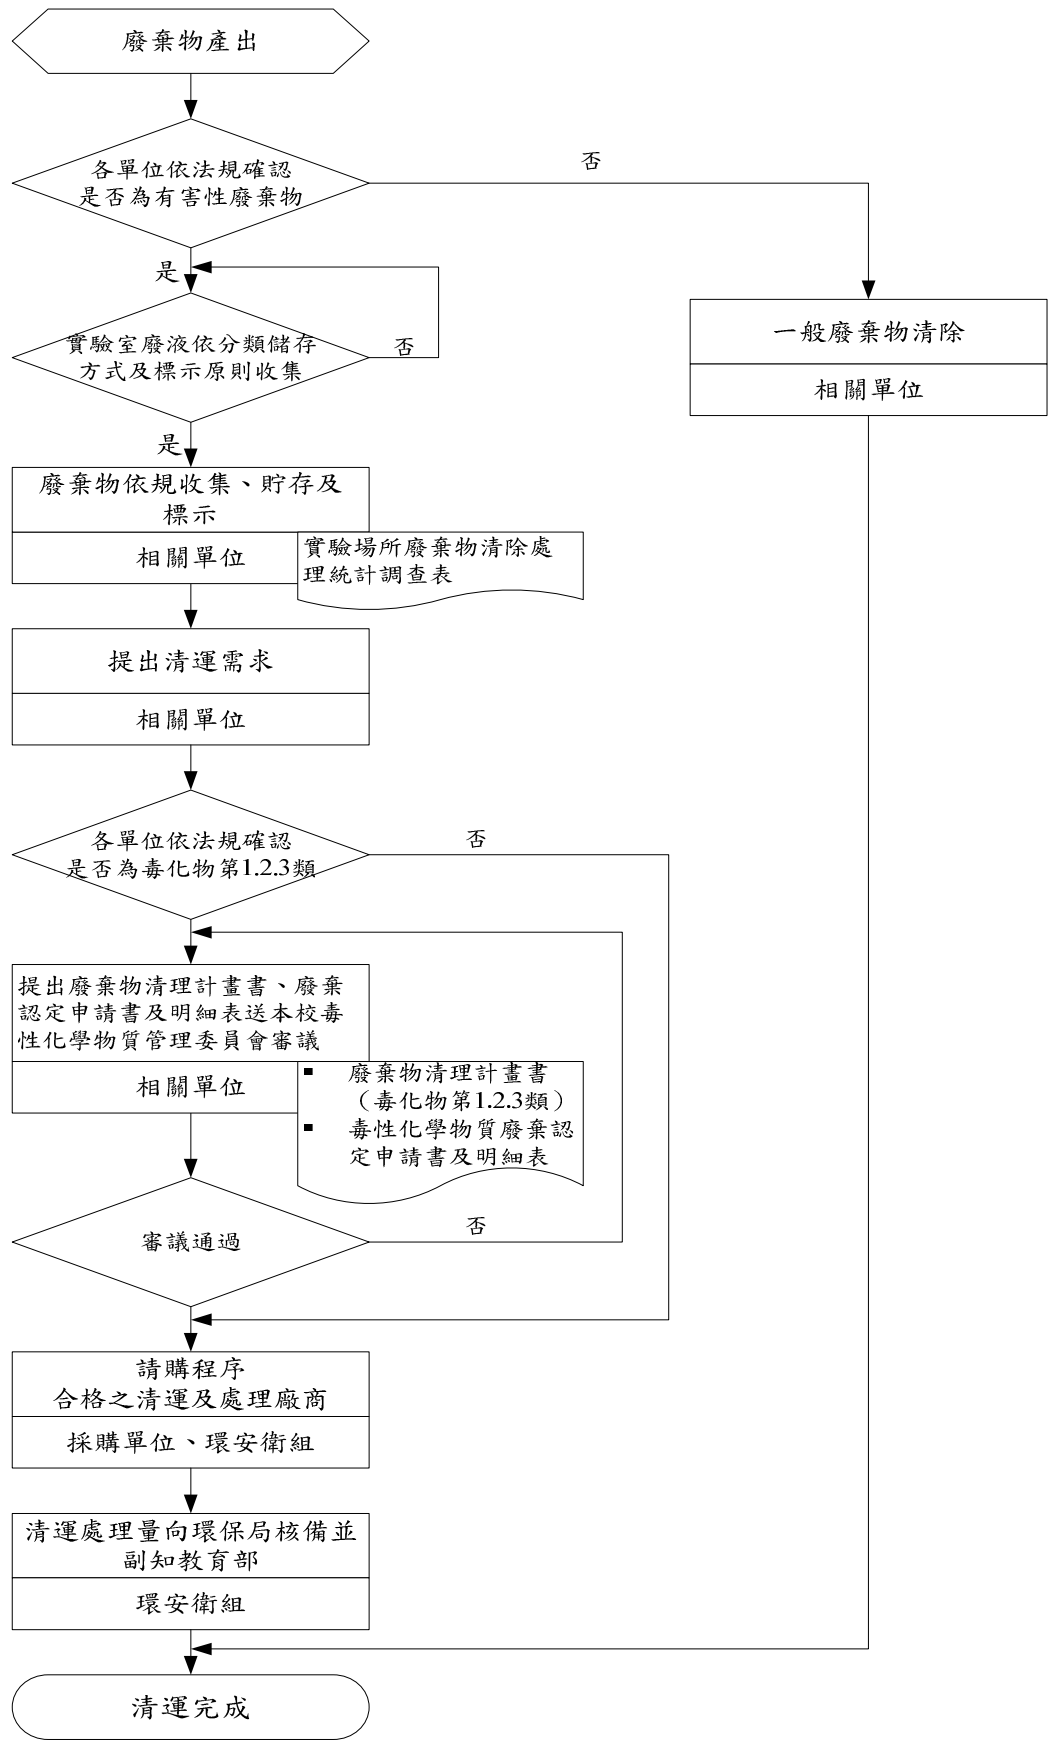 廢棄物產出
各單位依法規確認
是否為有害性廢棄物
否
是
一般廢棄物清除
相關單位
實驗室廢液依分類儲存
方式及標示原則收集
否
是
廢棄物依規收集、貯存及
標示
相關單位
實驗場所廢棄物清除處
理統計調查表
提出清運需求
相關單位
各單位依法規確認
是否為毒化物第1.2.3類
否
提出廢棄物清理計畫書、廢棄
認定申請書及明細表送本校毒
性化學物質管理委員會審議
相關單位
▪ 廢棄物清理計畫書
（毒化物第1.2.3類）
▪ 毒性化學物質廢棄認
定申請書及明細表
審議通過
否
請購程序
合格之清運及處理廠商
採購單位、環安衛組
清運處理量向環保局核備並
副知教育部
環安衛組
清運完成